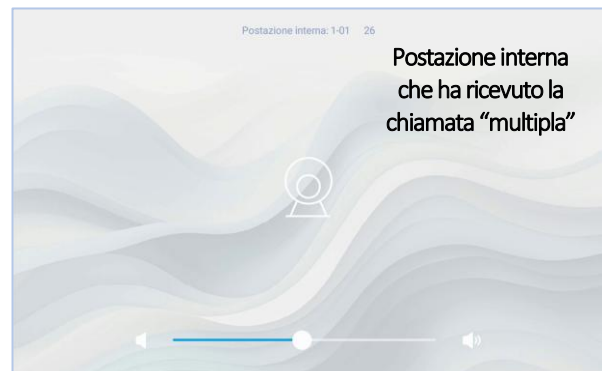 Postazione interna: 1-01 26
Postazione interna
che ha ricevuto la
chiamata “multipla”